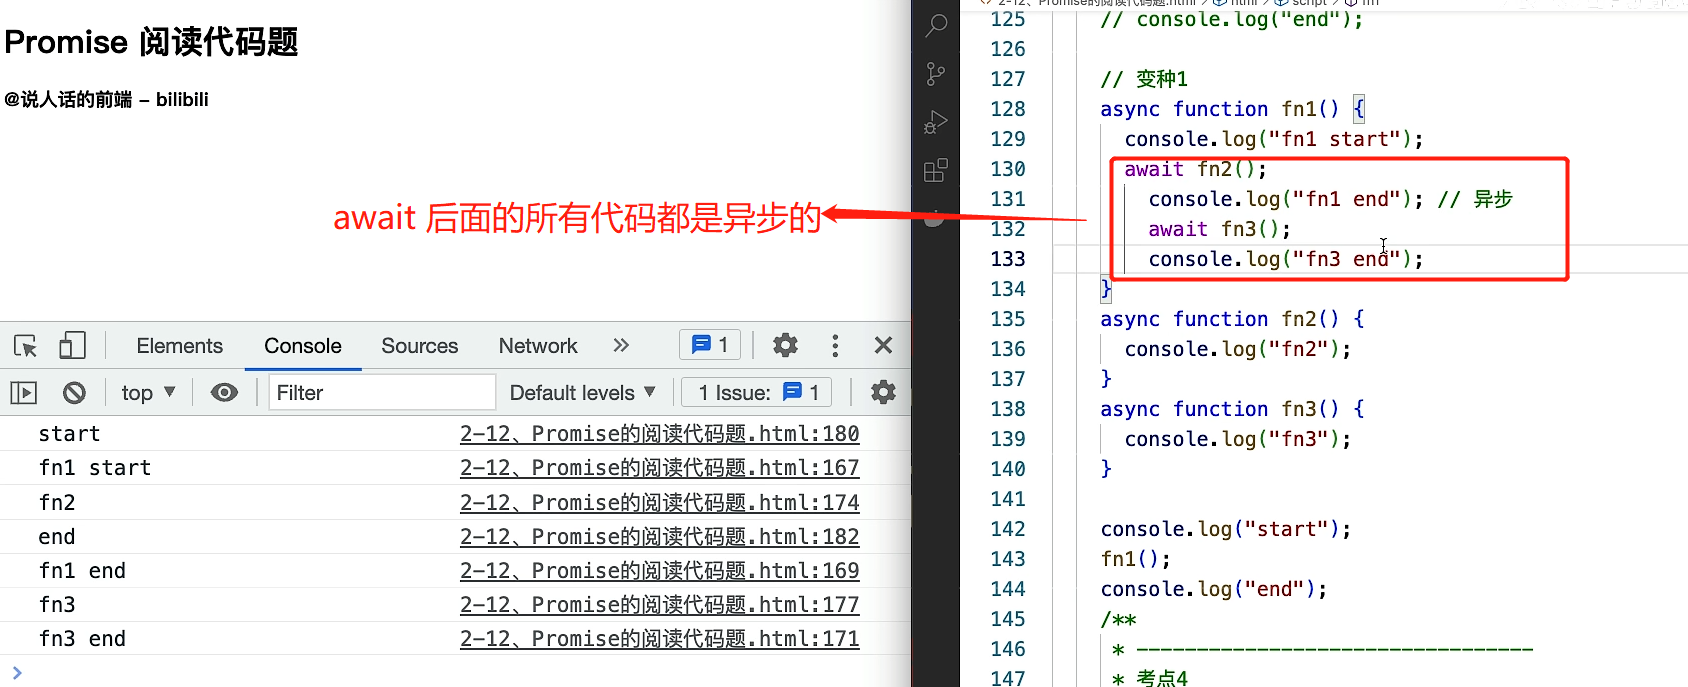 Promise 阅读代码题
@说人话的前端 – bilibili
await 后面的所有代码都是异步的
Elements Console Sources Network 1
top Filter Default levels 1 Issue: 1
start 2-12、Promise的阅读代码题.html:180
fn1 start 2-12、Promise的阅读代码题.html:167
fn2 2-12、Promise的阅读代码题.html:174
end 2-12、Promise的阅读代码题.html:182
fn1 end 2-12、Promise的阅读代码题.html:169
fn3 2-12、Promise的阅读代码题.html:177
fn3 end 2-12、Promise的阅读代码题.html:171
2-12、Promise的阅读代码题.html html script fn1
125 // console.log("end");
126
127 // 变种1
128 async function fn1() {
129 console.log("fn1 start");
130 await fn2();
131 console.log("fn1 end"); // 异步
132 await fn3();
133 console.log("fn3 end");
134 }
135 async function fn2() {
136 console.log("fn2");
137 }
138 async function fn3() {
139 console.log("fn3");
140 }
141
142 console.log("start");
143 fn1();
144 console.log("end");
145 /**
146 * ---------------------------------
147 * 考点4